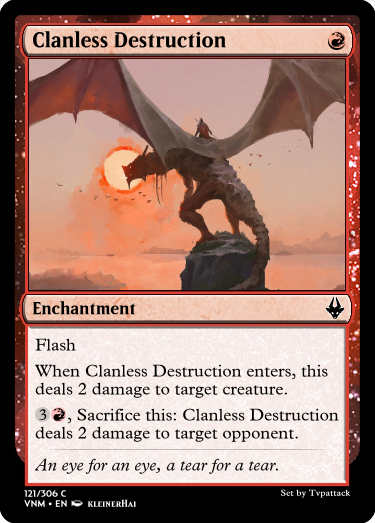 Clanless Destruction
Enchantment
Flash
When Clanless Destruction enters, this
deals 2 damage to target creature.
3, Sacrifice this: Clanless Destruction
deals 2 damage to target opponent.
An eye for an eye, a tear for a tear.
121/306 C
Set by Tvpattack
VNM • EN KLEINERHAI